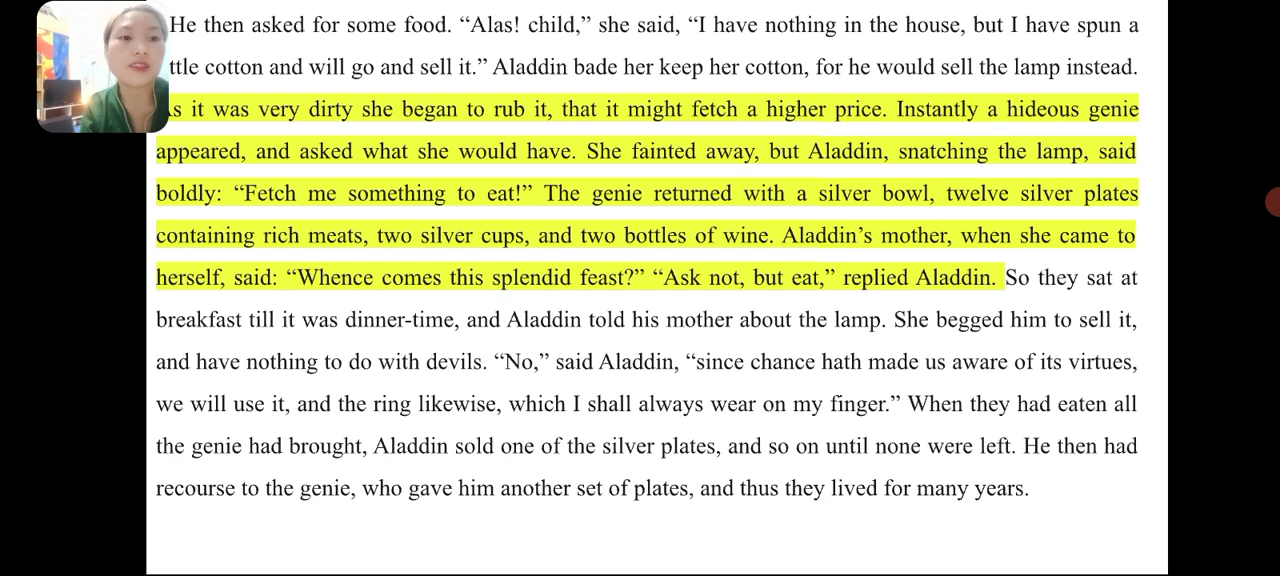 He then asked for some food. “Alas! child,” she said, “I have nothing in the house, but I have spun a
ttle cotton and will go and sell it.” Aladdin bade her keep her cotton, for he would sell the lamp instead.
s it was very dirty she began to rub it, that it might fetch a higher price. Instantly a hideous genie
appeared, and asked what she would have. She fainted away, but Aladdin, snatching the lamp, said
boldly: “Fetch me something to eat!” The genie returned with a silver bowl, twelve silver plates
containing rich meats, two silver cups, and two bottles of wine. Aladdin’s mother, when she came to
herself, said: “Whence comes this splendid feast?” “Ask not, but eat,” replied Aladdin. So they sat at
breakfast till it was dinner-time, and Aladdin told his mother about the lamp. She begged him to sell it,
and have nothing to do with devils. “No,” said Aladdin, “since chance hath made us aware of its virtues,
we will use it, and the ring likewise, which I shall always wear on my finger.” When they had eaten all
the genie had brought, Aladdin sold one of the silver plates, and so on until none were left. He then had
recourse to the genie, who gave him another set of plates, and thus they lived for many years.